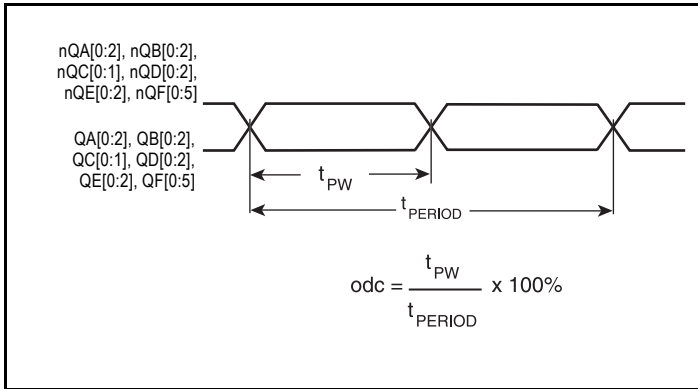 nQA[0:2], nQB[0:2],
nQC[0:1], nQD[0:2],
nQE[0:2], nQF[0:5]
QA[0:2], QB[0:2],
QC[0:1], QD[0:2],
QE[0:2], QF[0:5]
tPW
tPERIOD
odc = tPW / tPERIOD x 100%